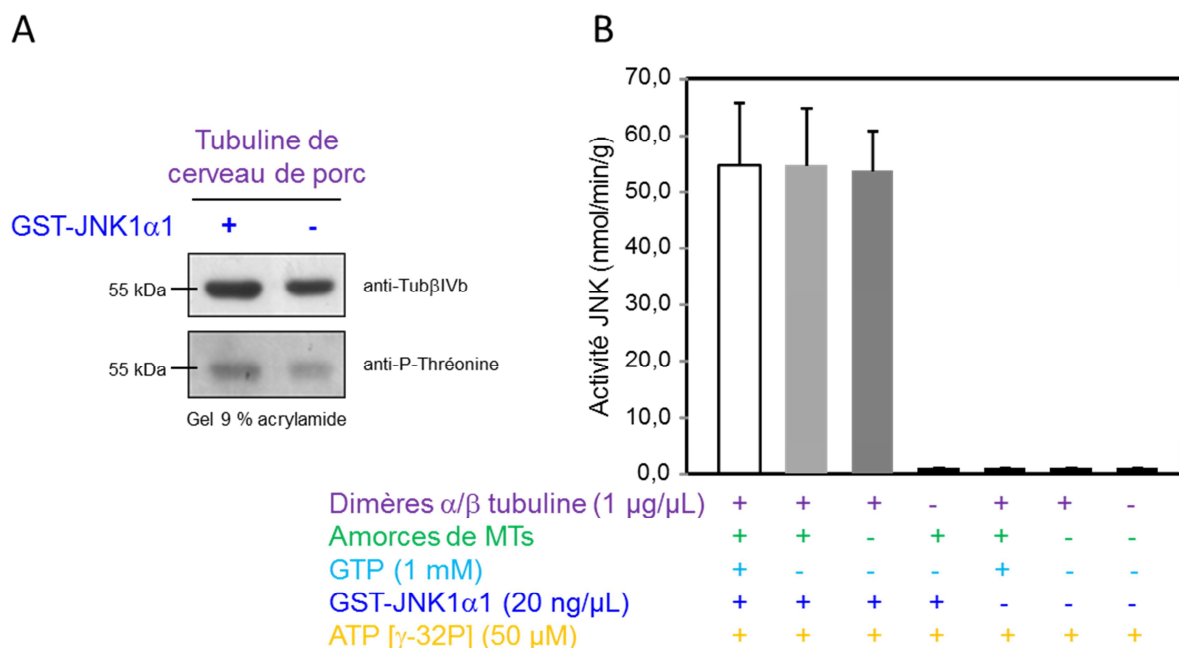 A
Tubuline de
cerveau de porc
GST-JNK1α1 + -
55 kDa anti-TubβIVb
55 kDa anti-P-Thréonine
Gel 9 % acrylamide
B
Activité JNK (nmol/min/g)
70,0
60,0
50,0
40,0
30,0
20,0
10,0
0,0
Dimères α/β tubuline (1 µg/µL) + + + - + + -
Amorces de MTs + + - + + - -
GTP (1 mM) + - - - + - -
GST-JNK1α1 (20 ng/µL) + + + + - - -
ATP [γ-32P] (50 µM) + + + + + + +